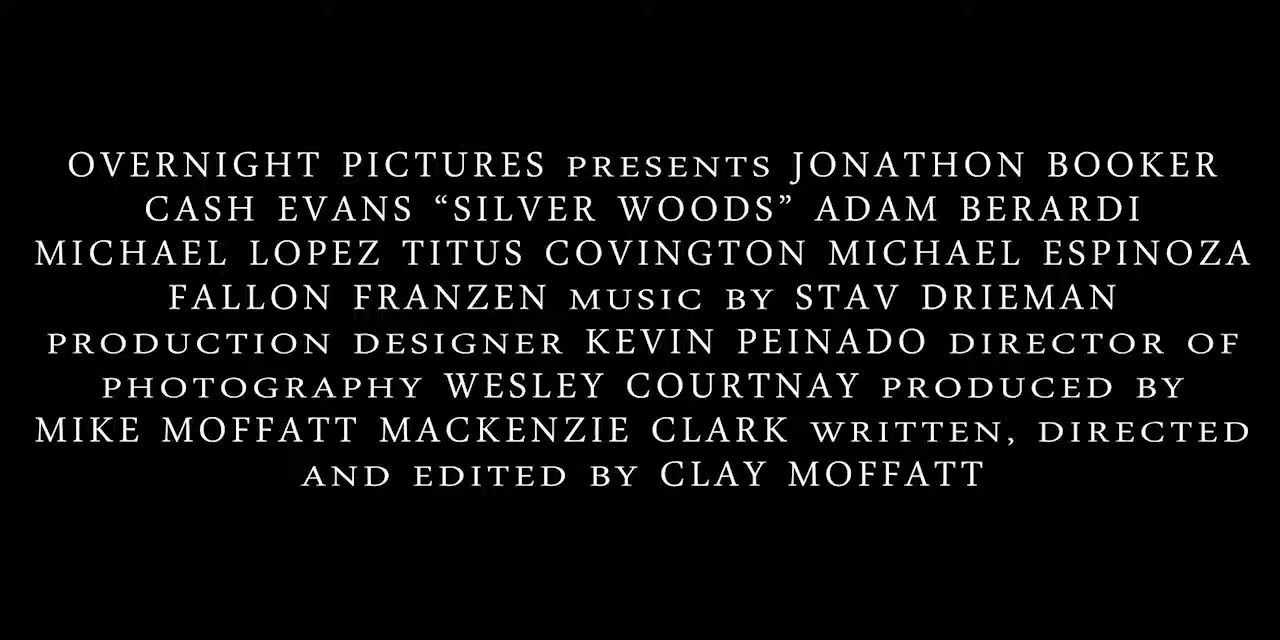 OVERNIGHT PICTURES PRESENTS JONATHON BOOKER
CASH EVANS “SILVER WOODS” ADAM BERARDI
MICHAEL LOPEZ TITUS COVINGTON MICHAEL ESPINOZA
FALLON FRANZEN MUSIC BY STAV DRIEMAN
PRODUCTION DESIGNER KEVIN PEINADO DIRECTOR OF
PHOTOGRAPHY WESLEY COURTNAY PRODUCED BY
MIKE MOFFATT MACKENZIE CLARK WRITTEN, DIRECTED
AND EDITED BY CLAY MOFFATT